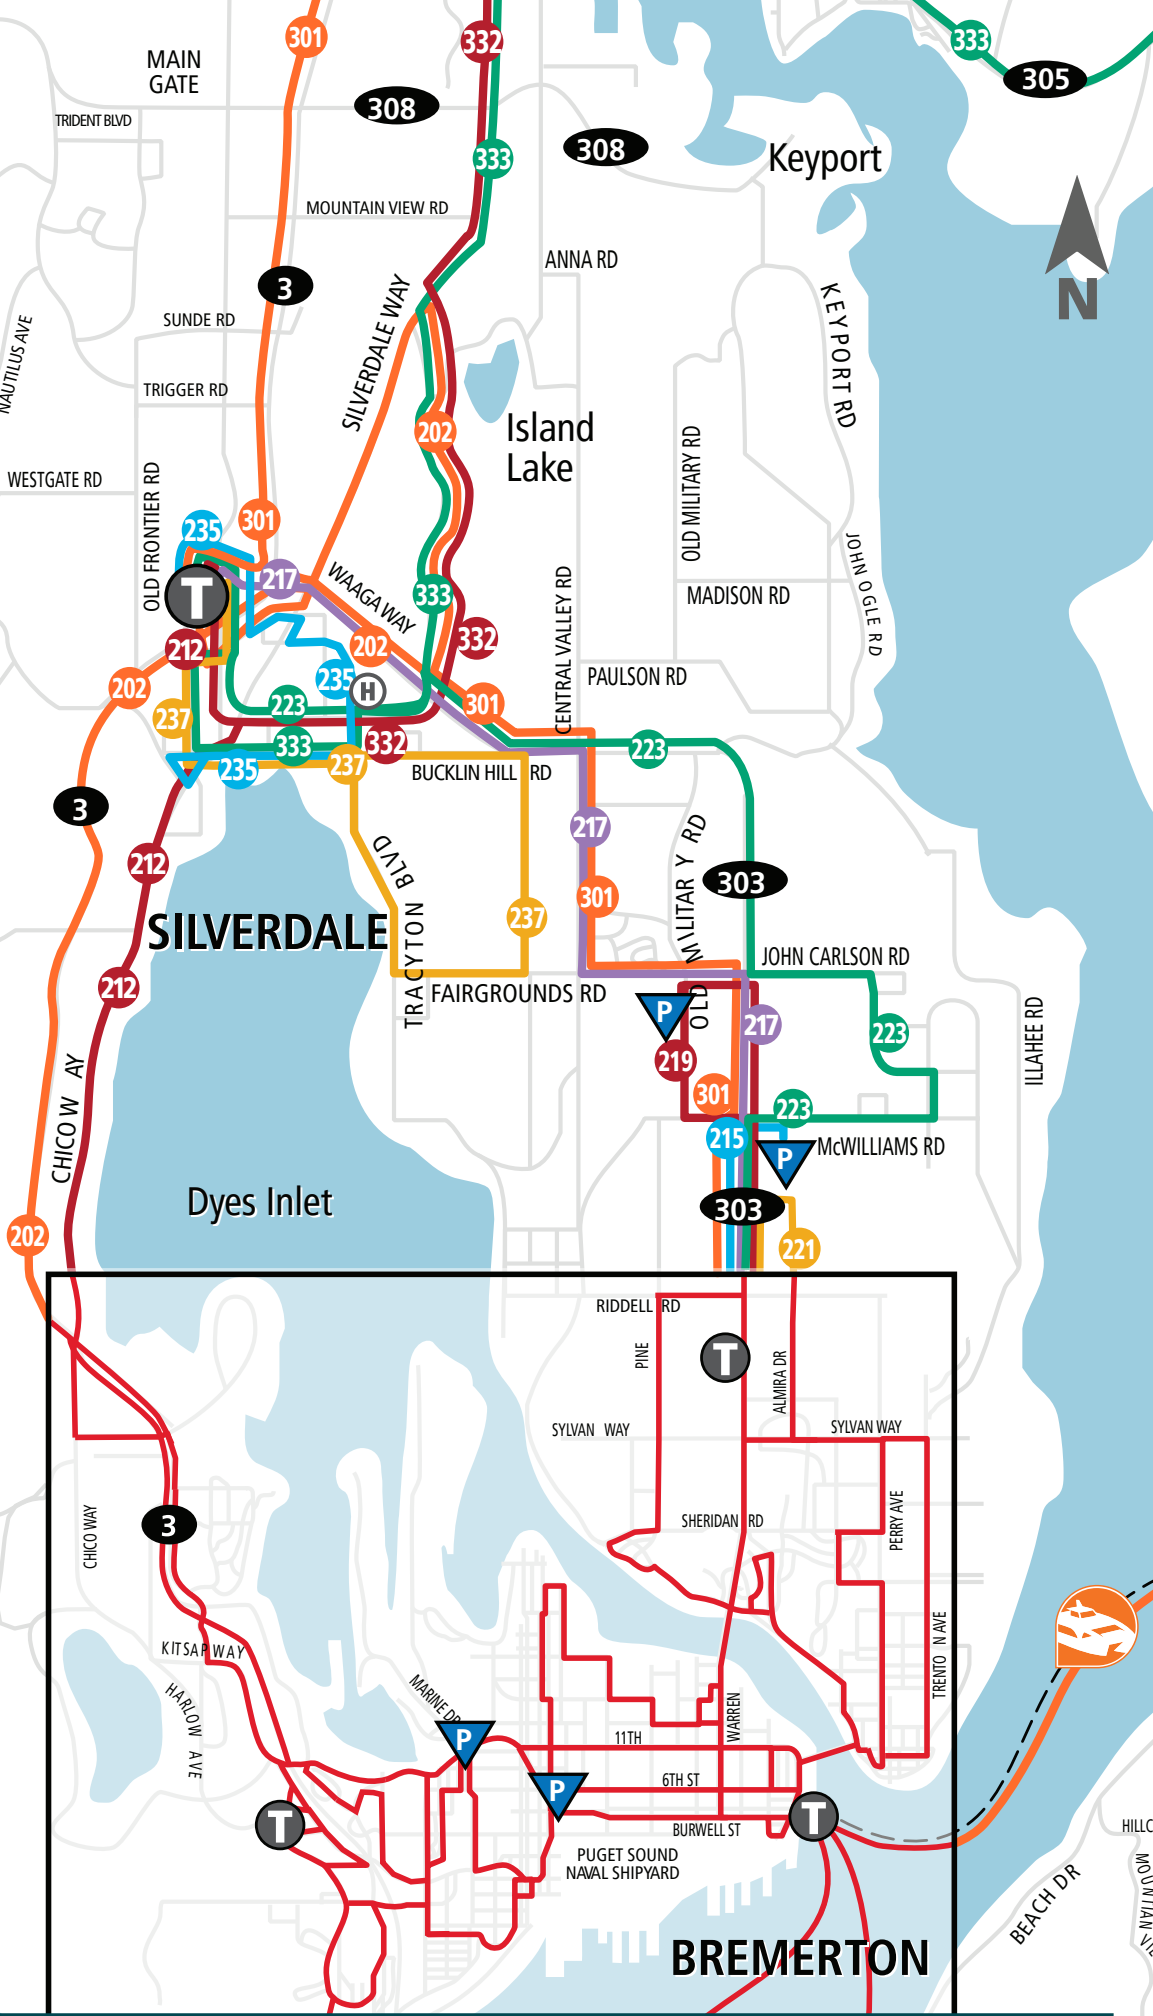 301
332
333
305
MAIN
GATE
308
TRIDENT BLVD
308
333
Keyport
MOUNTAIN VIEW RD
ANNA RD
3
N
SUNDE RD
SILVERDALE WAY
KEYPORT RD
NAUTILUS AVE
TRIGGER RD
202
Island
Lake
WESTGATE RD
OLD FRONTIER RD
OLD MILITARY RD
235
301
217
T
WAAGA WAY
333
JOHN OGLE RD
MADISON RD
CENTRAL VALLEY RD
212
202
332
202
235
H
PAULSON RD
237
223
301
333
332
223
235
237
BUCKLIN HILL RD
3
217
212
TRACYTON BLVD
OLD MILITAR Y RD
303
301
237
SILVERDALE
JOHN CARLSON RD
212
FAIRGROUNDS RD
P
217
223
ILLAHEE RD
219
CHICO W AY
301
223
215
McWILLIAMS RD
P
Dyes Inlet
303
202
221
RIDDELL RD
PINE
T
ALMIRA DR
SYLVAN WAY
SYLVAN WAY
3
CHICO WAY
SHERIDAN RD
PERRY AVE
KITSAP WAY
TRENTO N AVE
HARLOW AVE
MARINE DR
WARREN
P
11TH
P
6TH ST
T
T
BURWELL ST
PUGET SOUND
NAVAL SHIPYARD
BEACH DR
BREMERTON